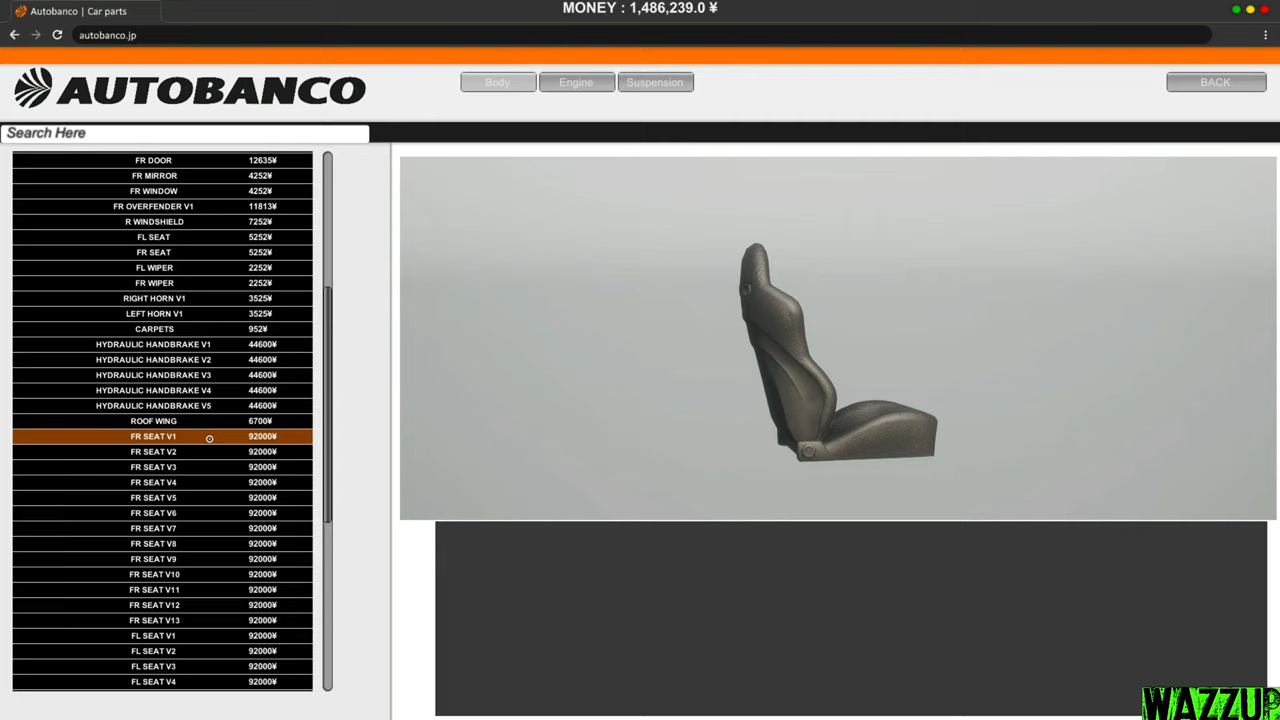 Autobanco | Car parts
MONEY : 1,486,239.0 ¥
autobanco.jp
AUTOBANCO
Body
Engine
Suspension
BACK
Search Here
FR DOOR 12635¥
FR MIRROR 4252¥
FR WINDOW 4252¥
FR OVERFENDER V1 11813¥
R WINDSHIELD 7252¥
FL SEAT 5252¥
FR SEAT 5252¥
FL WIPER 2252¥
FR WIPER 2252¥
RIGHT HORN V1 3525¥
LEFT HORN V1 3525¥
CARPETS 952¥
HYDRAULIC HANDBRAKE V1 44600¥
HYDRAULIC HANDBRAKE V2 44600¥
HYDRAULIC HANDBRAKE V3 44600¥
HYDRAULIC HANDBRAKE V4 44600¥
HYDRAULIC HANDBRAKE V5 44600¥
ROOF WING 6700¥
FR SEAT V1 92000¥
FR SEAT V2 92000¥
FR SEAT V3 92000¥
FR SEAT V4 92000¥
FR SEAT V5 92000¥
FR SEAT V6 92000¥
FR SEAT V7 92000¥
FR SEAT V8 92000¥
FR SEAT V9 92000¥
FR SEAT V10 92000¥
FR SEAT V11 92000¥
FR SEAT V12 92000¥
FR SEAT V13 92000¥
FL SEAT V1 92000¥
FL SEAT V2 92000¥
FL SEAT V3 92000¥
FL SEAT V4 92000¥
WAZZUP